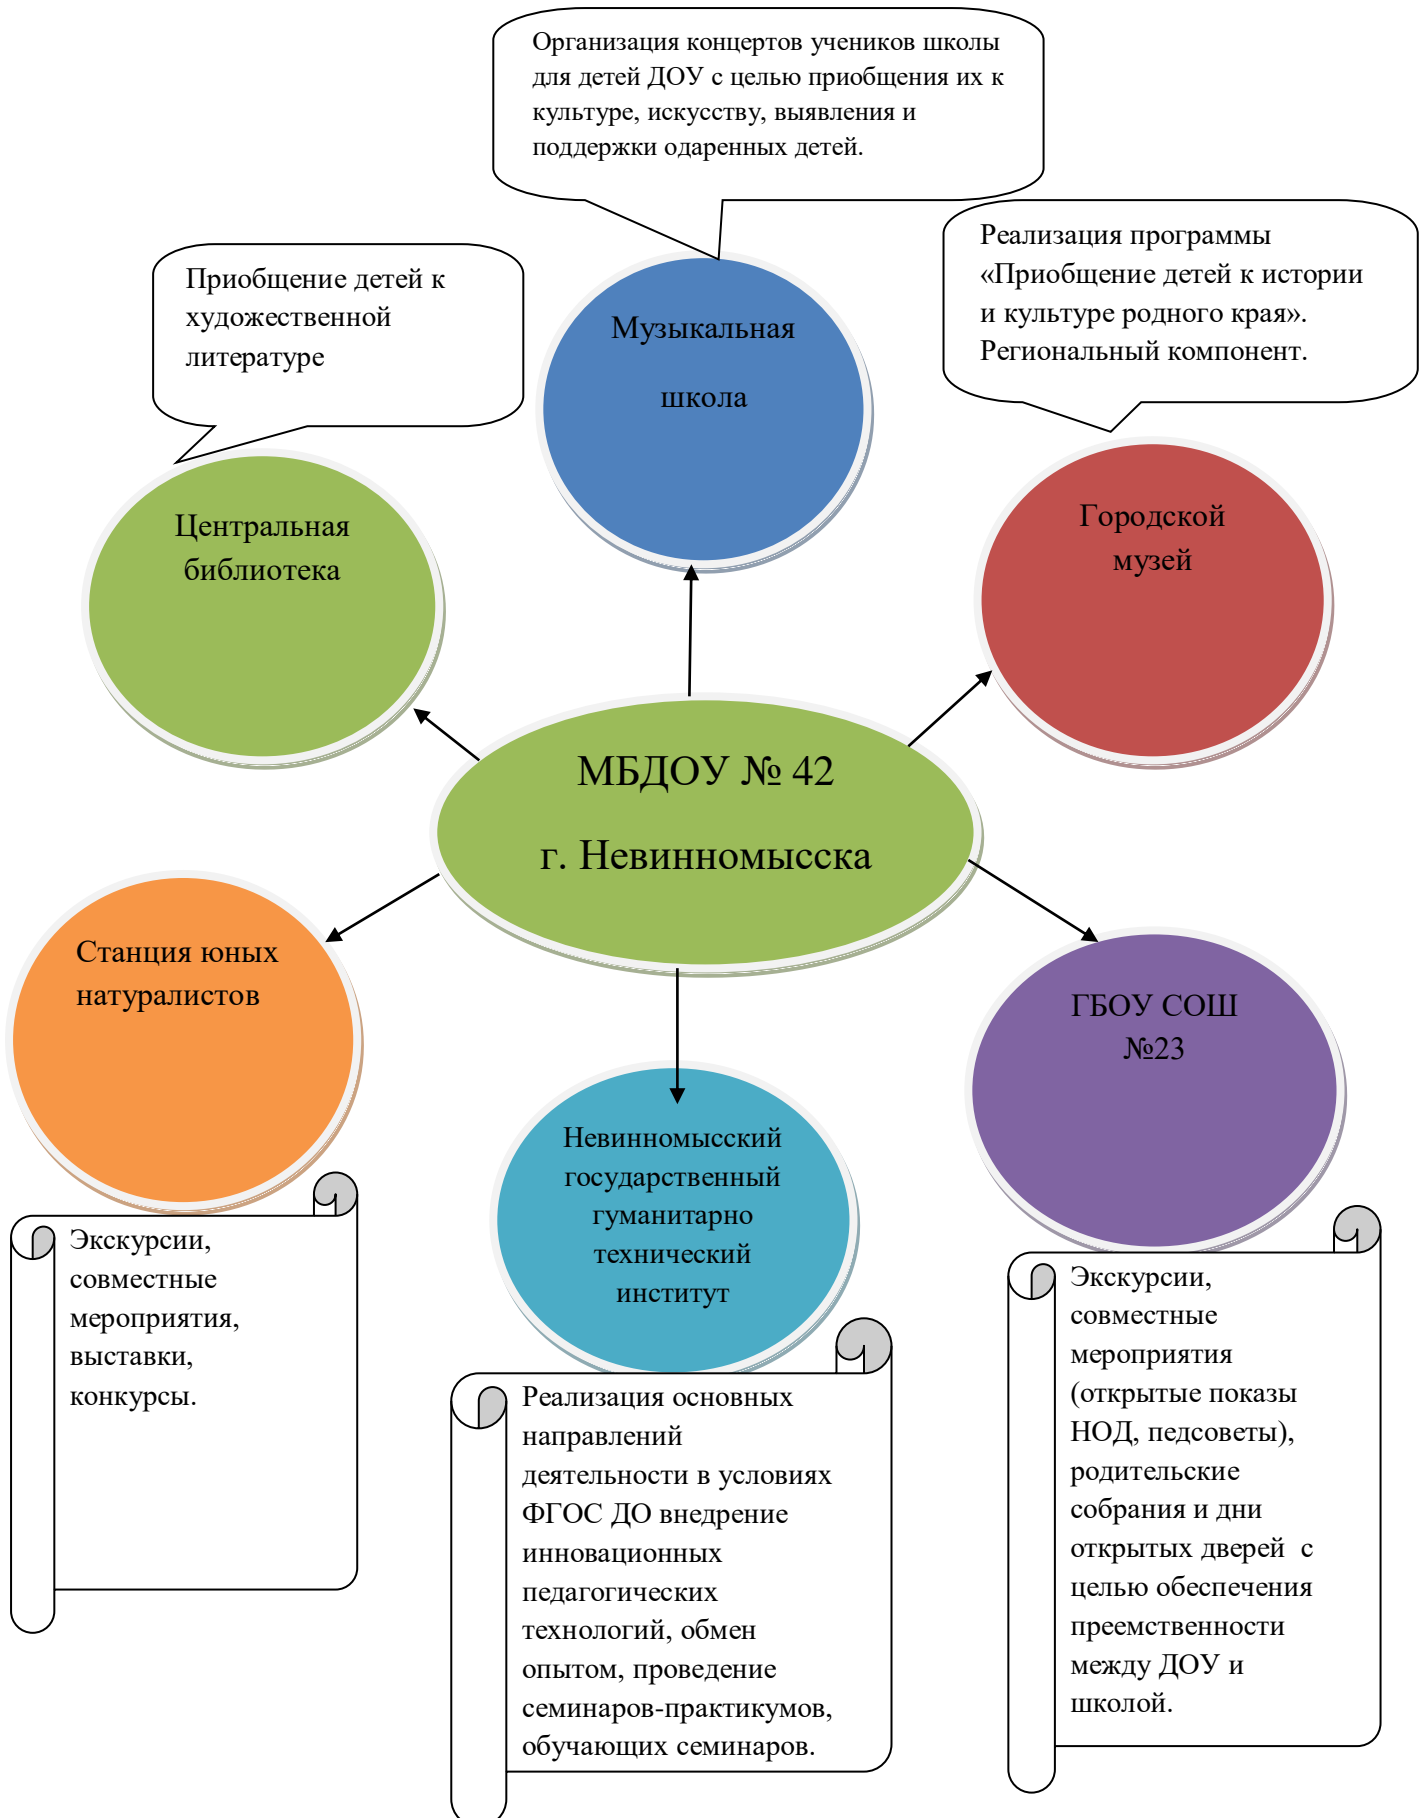 Организация концертов учеников школы
для детей ДОУ с целью приобщения их к
культуре, искусству, выявления и
поддержки одаренных детей.
Реализация программы
«Приобщение детей к истории
и культуре родного края».
Региональный компонент.
Приобщение детей к
художественной
литературе
Музыкальная
школа
Центральная
библиотека
Городской
музей
МБДОУ № 42
г. Невинномысска
Станция юных
натуралистов
ГБОУ СОШ
№23
Невинномысский
государственный
гуманитарно
технический
институт
Экскурсии,
совместные
мероприятия,
выставки,
конкурсы.
Реализация основных
направлений
деятельности в условиях
ФГОС ДО внедрение
инновационных
педагогических
технологий, обмен
опытом, проведение
семинаров-практикумов,
обучающих семинаров.
Экскурсии,
совместные
мероприятия
(открытые показы
НОД, педсоветы),
родительские
собрания и дни
открытых дверей  с
целью обеспечения
преемственности
между ДОУ и
школой.